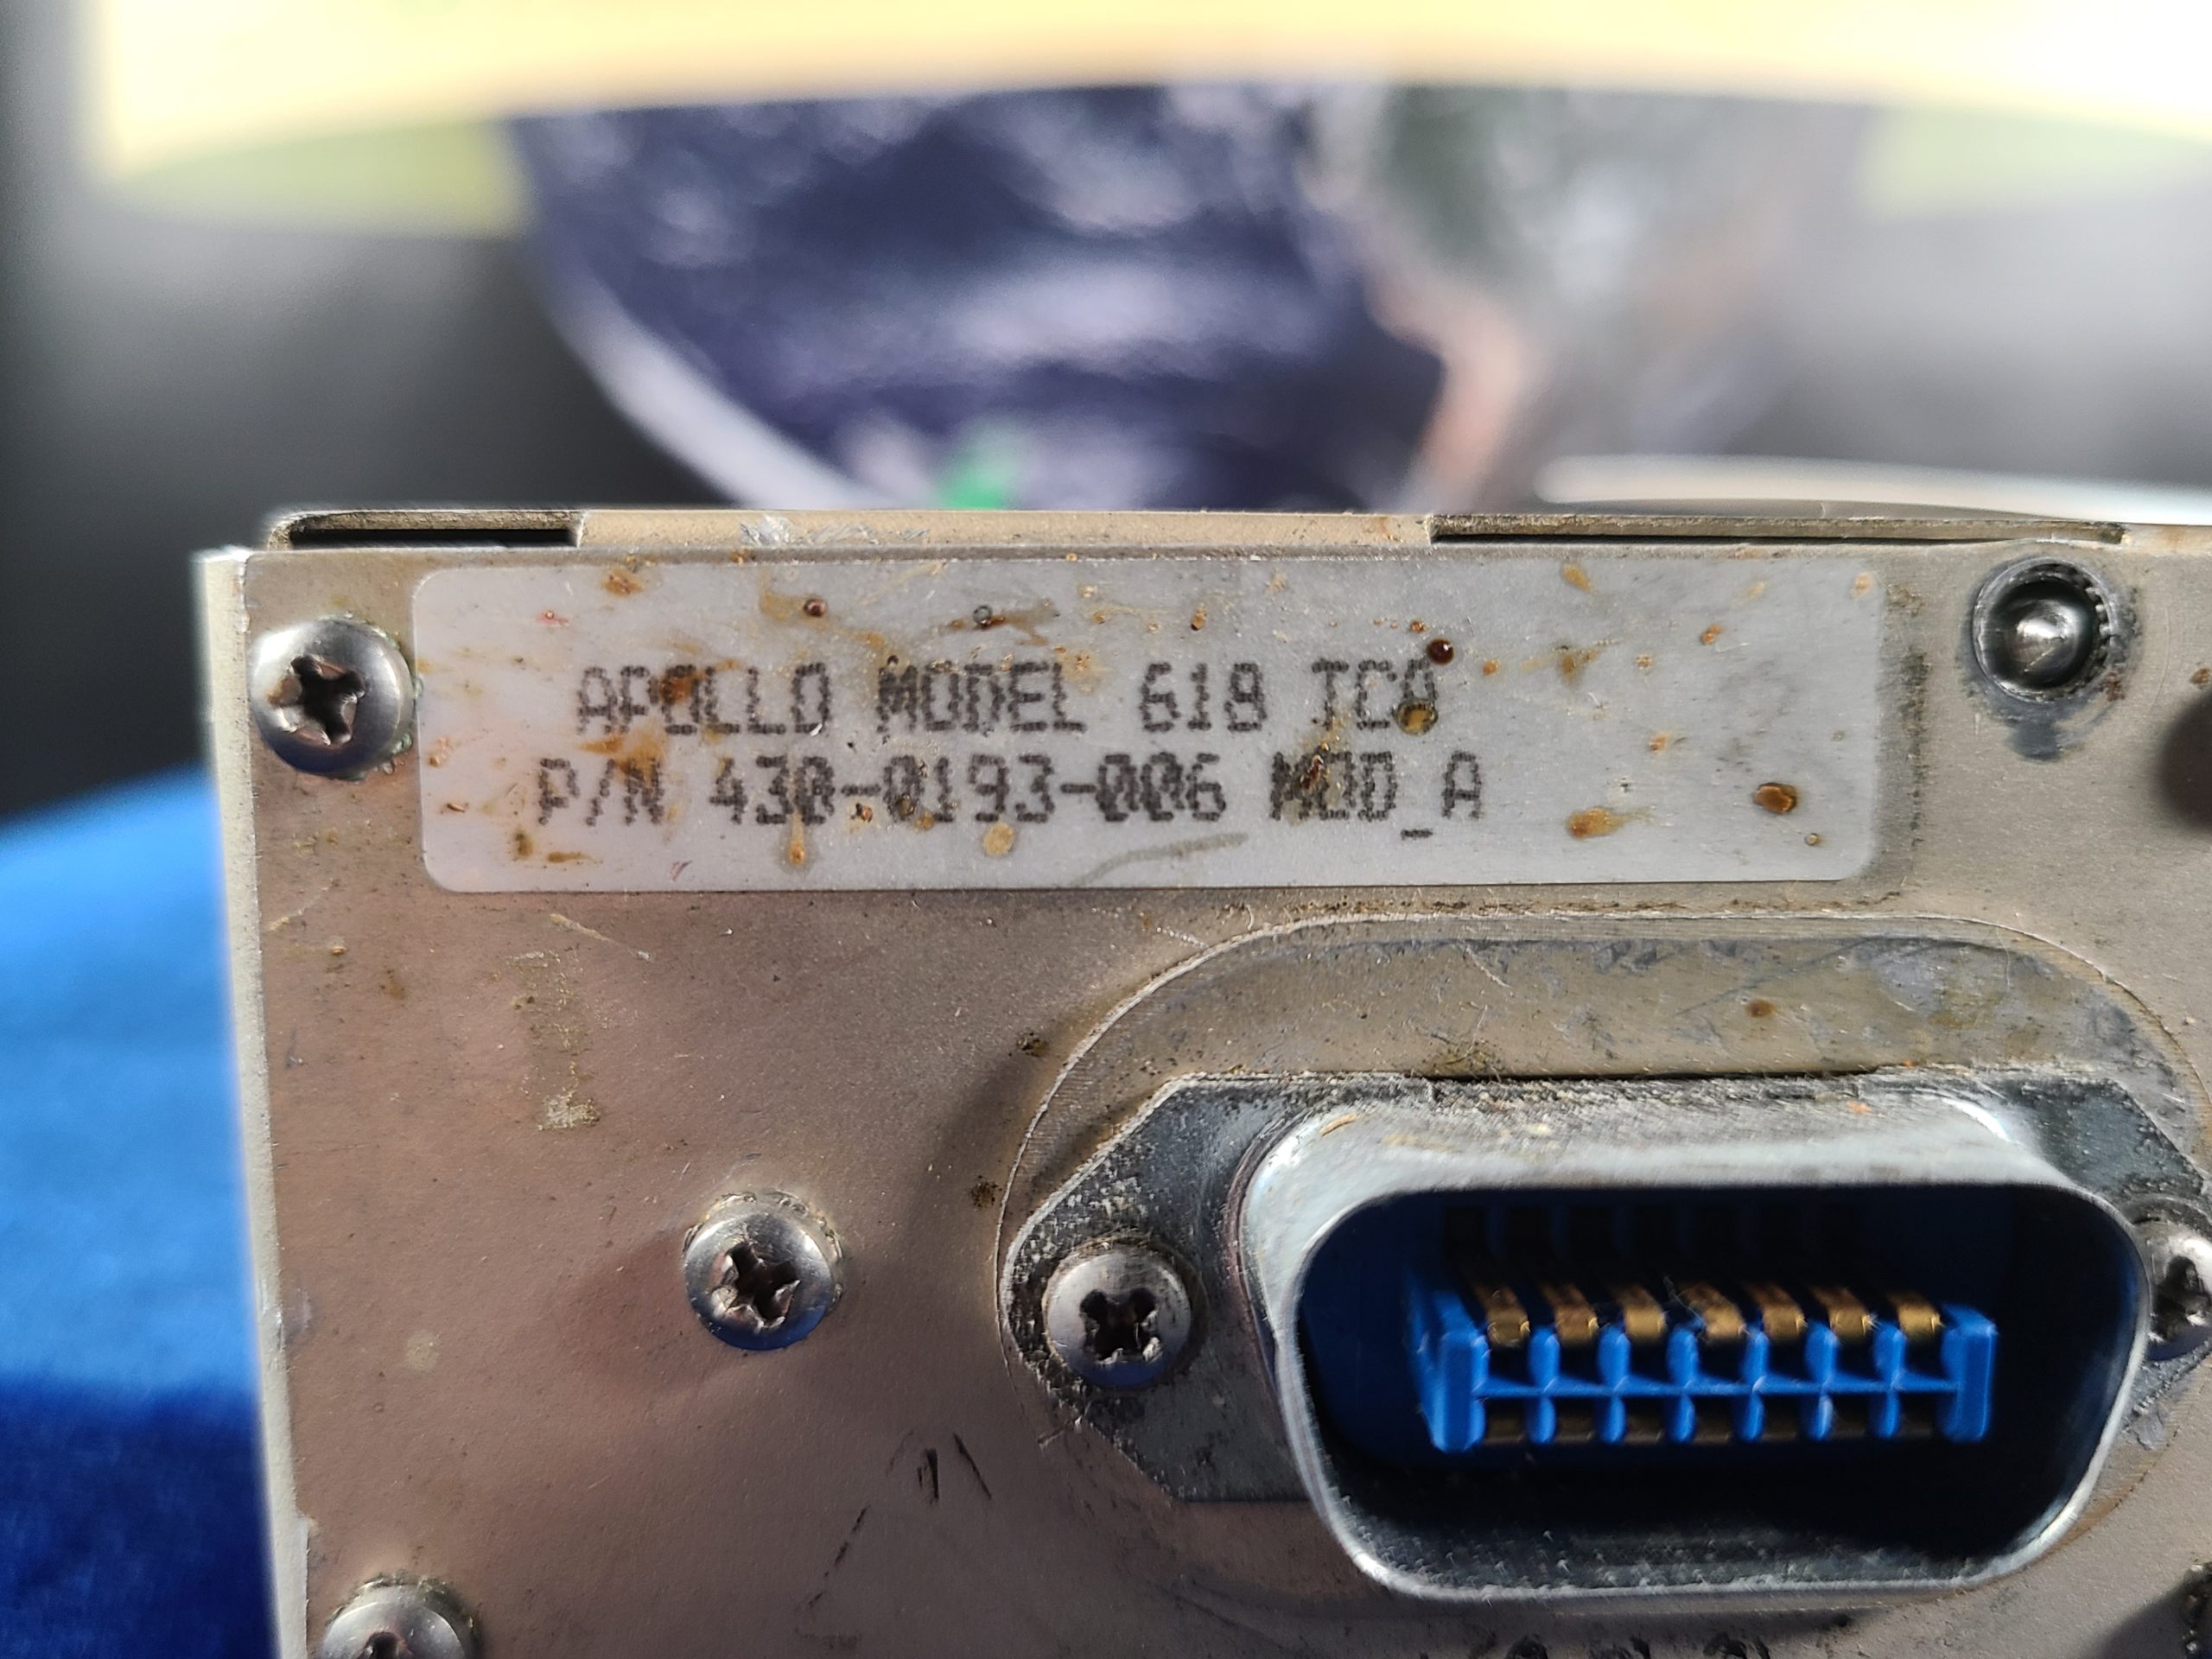 APOLLO MODEL 618 TCA
P/N 430-0193-006 MOD_A